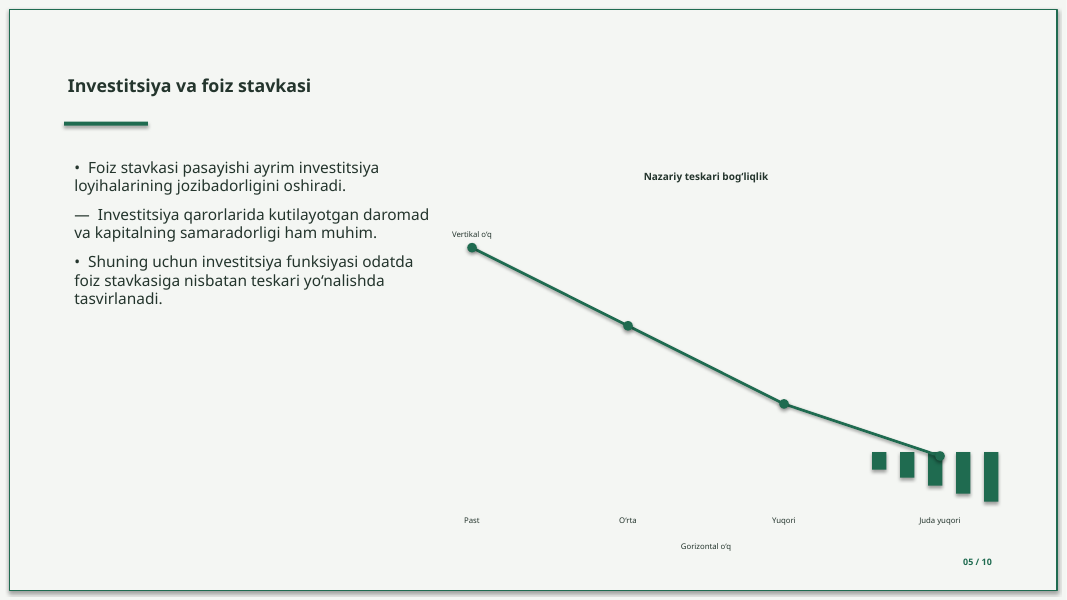 Investitsiya va foiz stavkasi
• Foiz stavkasi pasayishi ayrim investitsiya
loyihalarining jozibadorligini oshiradi.
— Investitsiya qarorlarida kutilayotgan daromad
va kapitalning samaradorligi ham muhim.
• Shuning uchun investitsiya funksiyasi odatda
foiz stavkasiga nisbatan teskari yo‘nalishda
tasvirlanadi.
Nazariy teskari bog‘liqlik
Vertikal o‘q
Past
O‘rta
Yuqori
Juda yuqori
Gorizontal o‘q
05 / 10